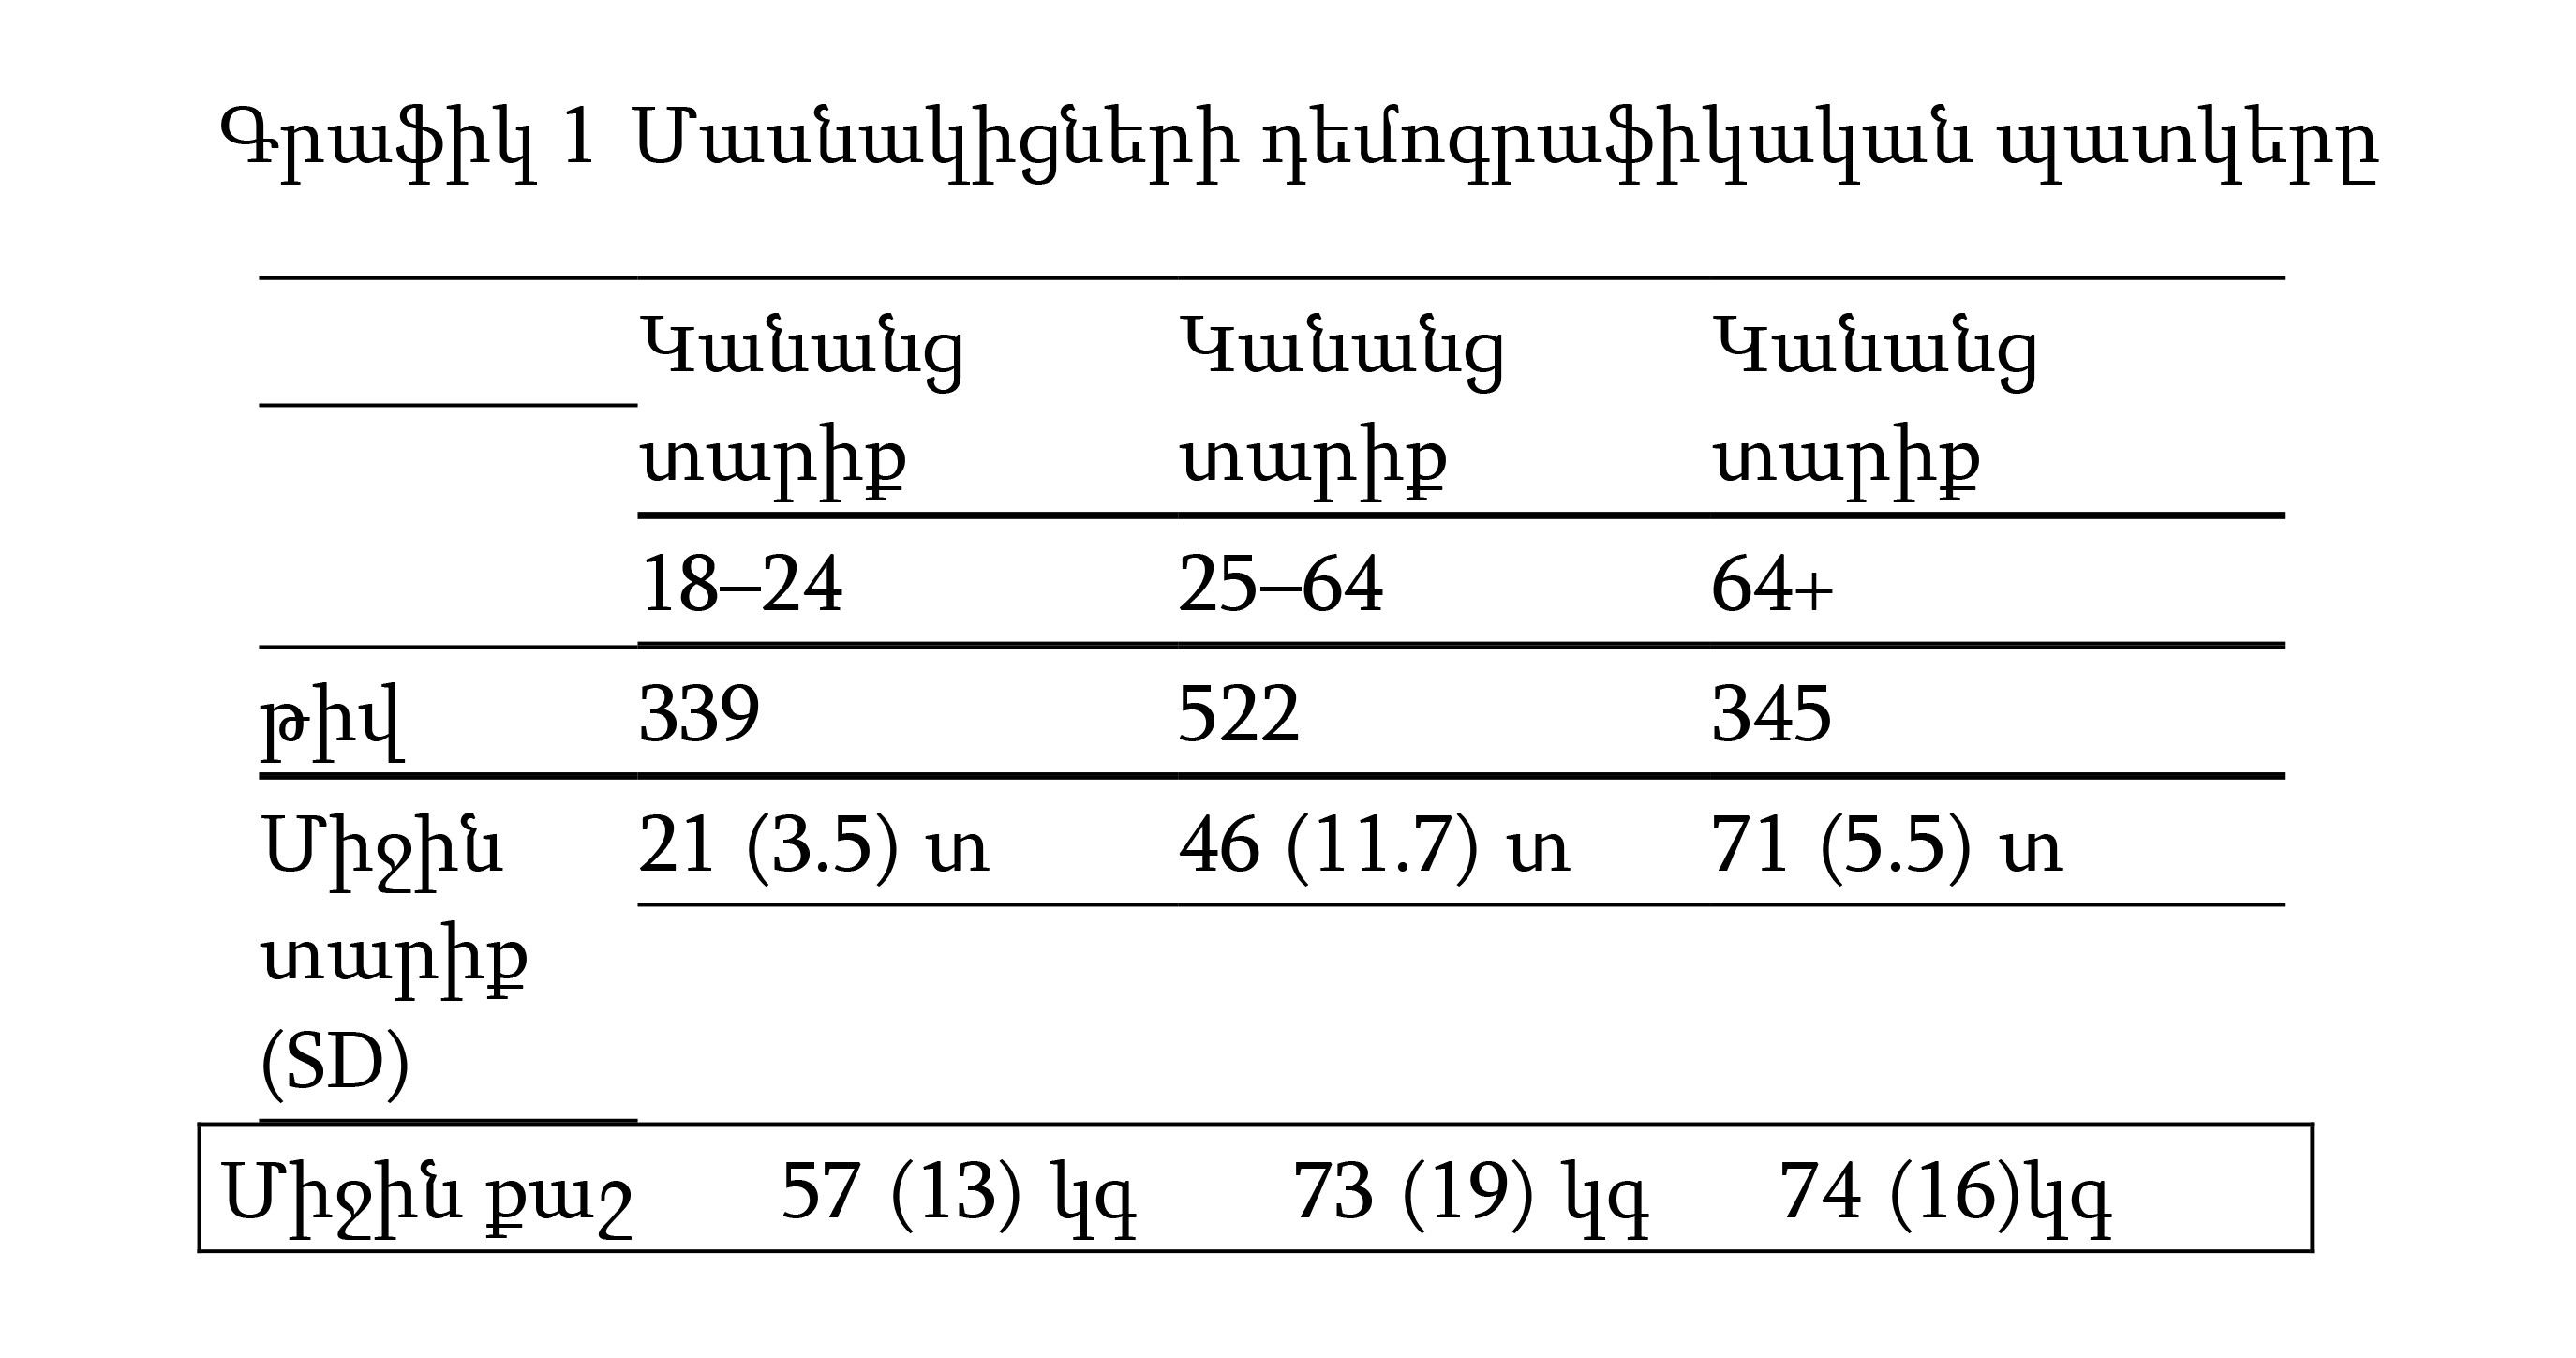 Գրաֆիկ 1 Մասնակիցների դեմոգրաֆիկական պատկերը
Կանանց Կանանց Կանանց
տարիք տարիք տարիք
18–24 25–64 64+
թիվ 339 522 345
Միջին 21 (3.5) տ 46 (11.7) տ 71 (5.5) տ
տարիք
(SD)
Միջին քաշ 57 (13) կգ 73 (19) կգ 74 (16)կգ